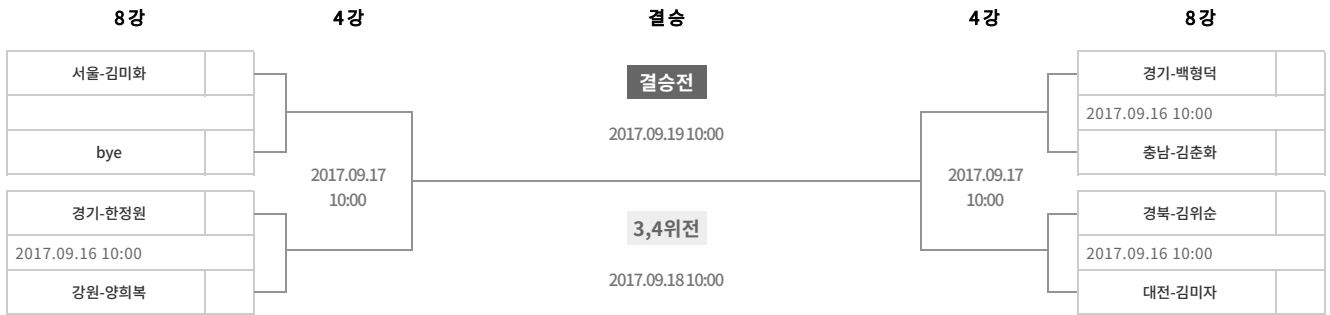 8강
4강
결승
4강
8강
서울-김미화
bye
경기-한정원
2017.09.16 10:00
강원-양희복
2017.09.17
10:00
결승전
2017.09.19 10:00
3,4위전
2017.09.18 10:00
2017.09.17
10:00
경기-백형덕
2017.09.16 10:00
충남-김춘화
경북-김위순
2017.09.16 10:00
대전-김미자